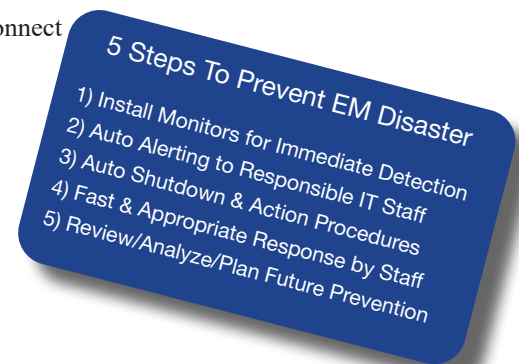 onnect
5 Steps To Prevent EM Disaster
1) Install Monitors for Immediate Detection
2) Auto Alerting to Responsible IT Staff
3) Auto Shutdown & Action Procedures
4) Fast & Appropriate Response by Staff
5) Review/Analyze/Plan Future Prevention